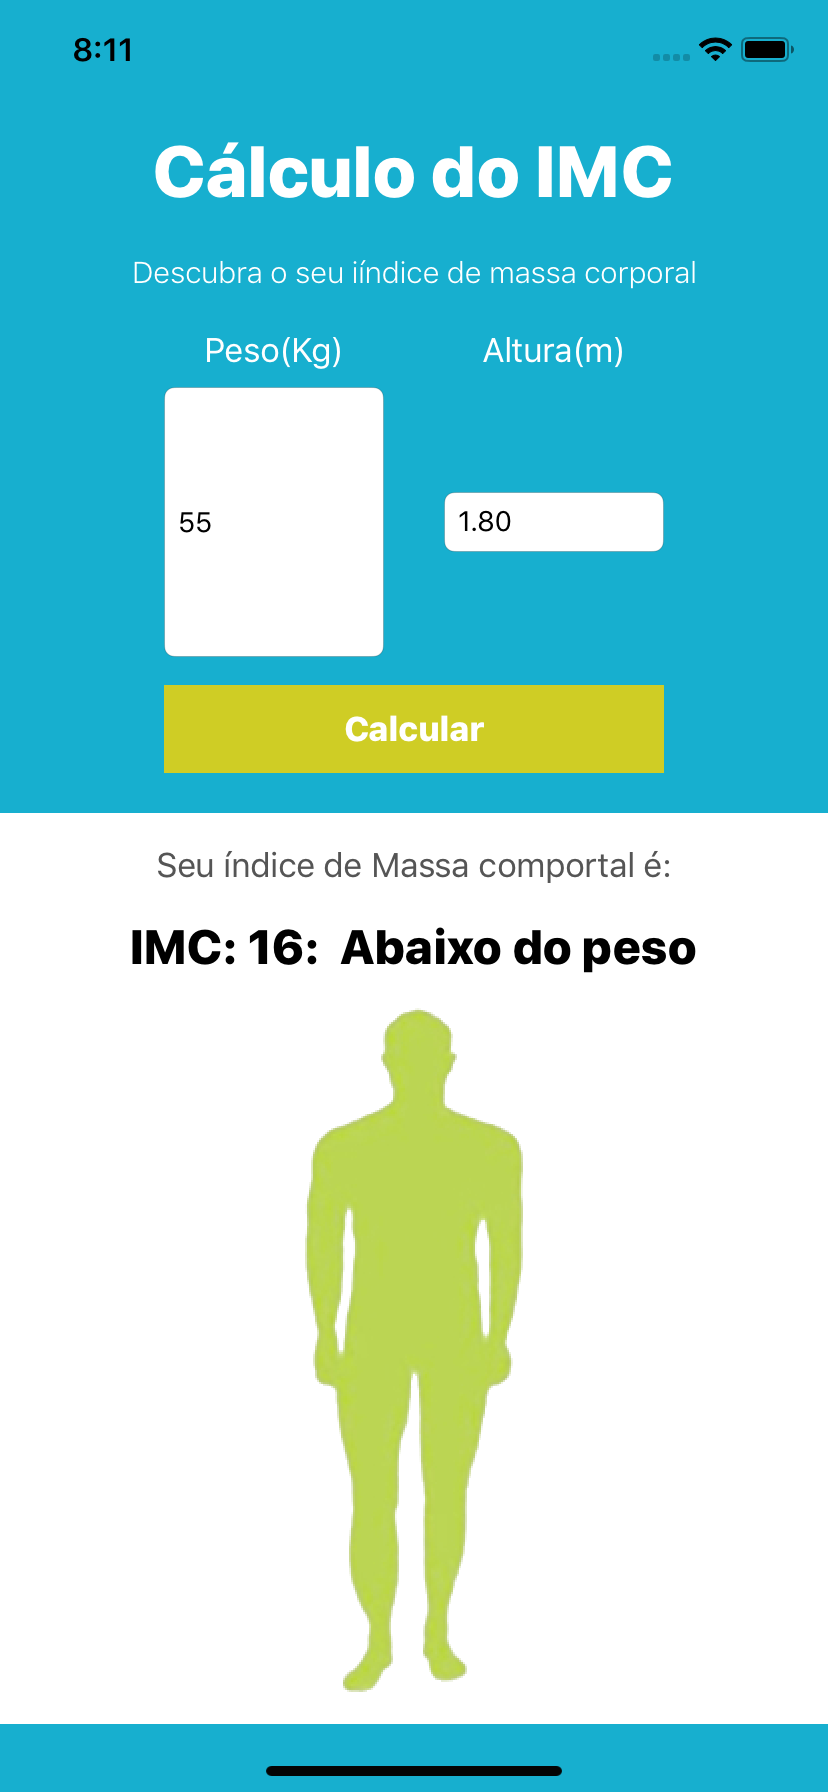 8:11
Cálculo do IMC
Descubra o seu iíndice de massa corporal
Peso(Kg) Altura(m)
55 1.80
Calcular
Seu índice de Massa comportal é:
IMC: 16:  Abaixo do peso